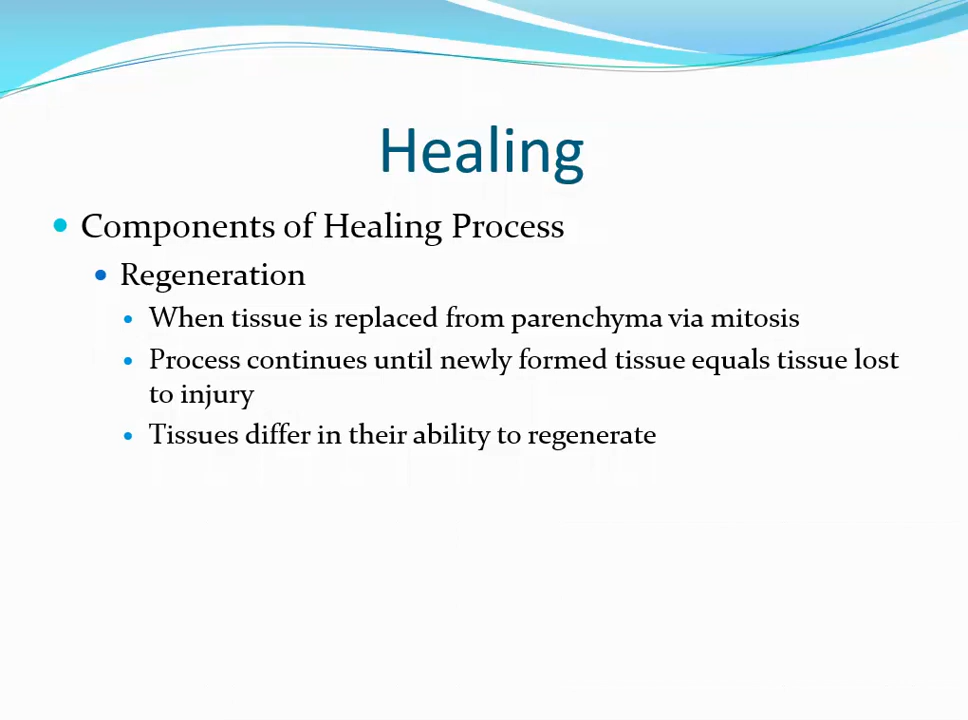 Healing
Components of Healing Process
Regeneration
When tissue is replaced from parenchyma via mitosis
Process continues until newly formed tissue equals tissue lost
to injury
Tissues differ in their ability to regenerate